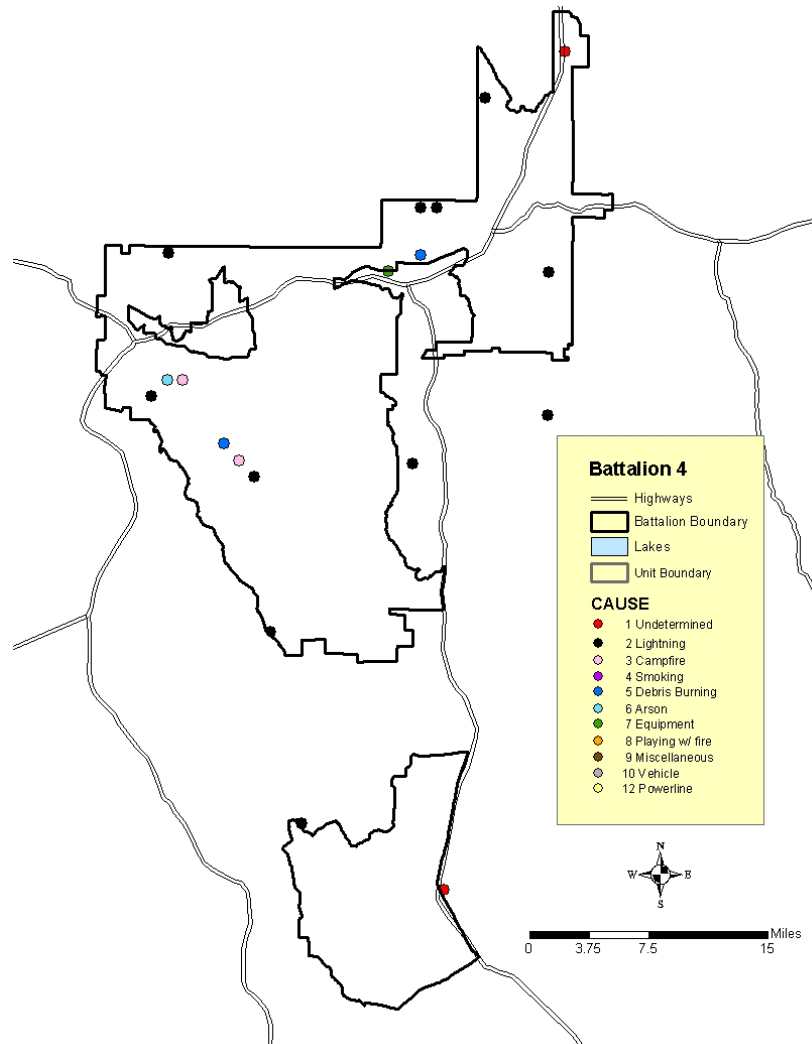 Battalion 4
Highways
Battalion Boundary
Lakes
Unit Boundary
CAUSE
1 Undetermined
2 Lightning
3 Campfire
4 Smoking
5 Debris Burning
6 Arson
7 Equipment
8 Playing w/ fire
9 Miscellaneous
10 Vehicle
12 Powerline
N
W E
S
Miles
0 3.75 7.5 15